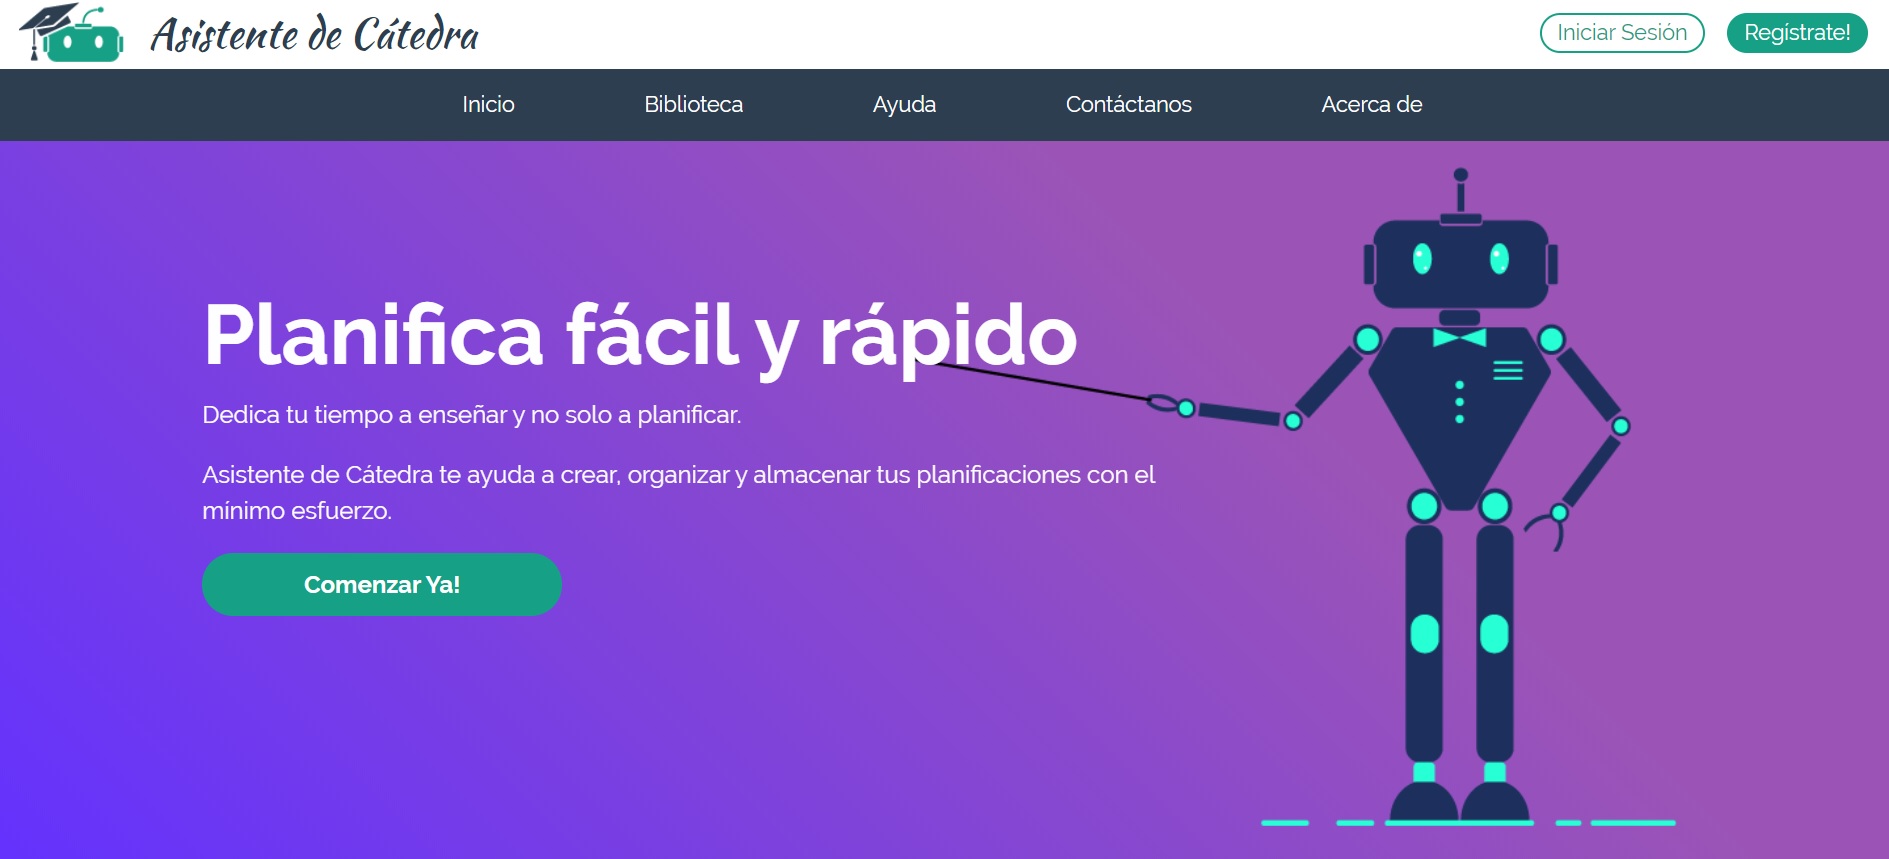 Asistente de Cátedra
Iniciar Sesión
Regístrate!
Inicio
Biblioteca
Ayuda
Contáctanos
Acerca de
Planifica fácil y rápido
Dedica tu tiempo a enseñar y no solo a planificar.
Asistente de Cátedra te ayuda a crear, organizar y almacenar tus planificaciones con el
mínimo esfuerzo.
Comenzar Ya!